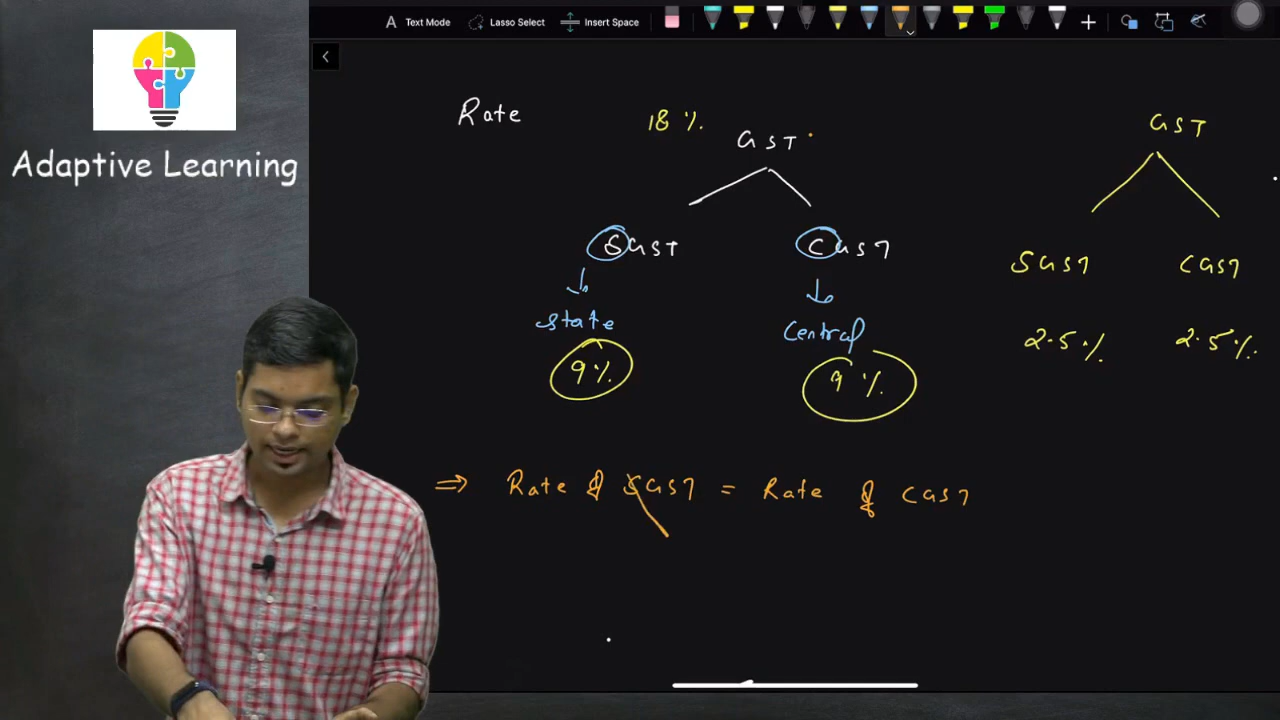 Text Mode
Lasso Select
Insert Space
Adaptive Learning
Rate
18 %
GST
SGST
CGST
State
Central
9%
9 %
GST
SGST
CGST
2.5%
2.5%
⇒ Rate of SGST = Rate of CGST